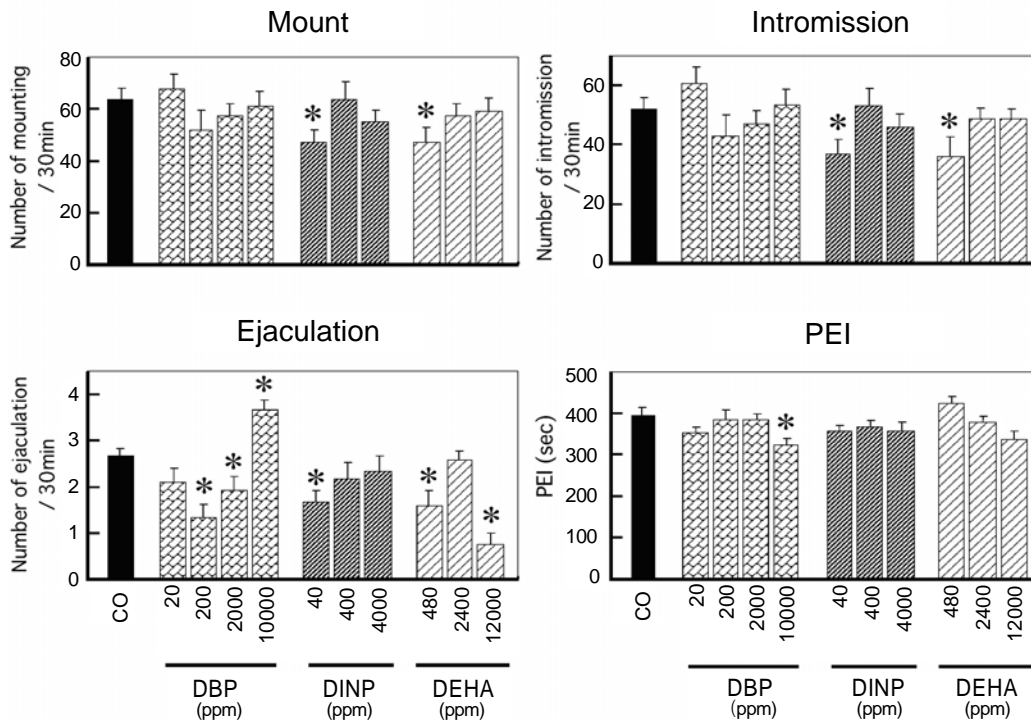 Mount
Number of mounting
/ 30min
80
60
40
20
0
*
*
Intromission
Number of intromission
/ 30min
60
40
20
0
*
*
Ejaculation
Number of ejaculation
/ 30min
4
3
2
1
0
*
*
*
*
*
*
CO
20
200
2000
10000
40
400
4000
480
2400
12000
DBP
(ppm)
DINP
(ppm)
DEHA
(ppm)
PEI
PEI (sec)
500
400
300
200
100
0
*
CO
20
200
2000
10000
40
400
4000
480
2400
12000
DBP
(ppm)
DINP
(ppm)
DEHA
(ppm)